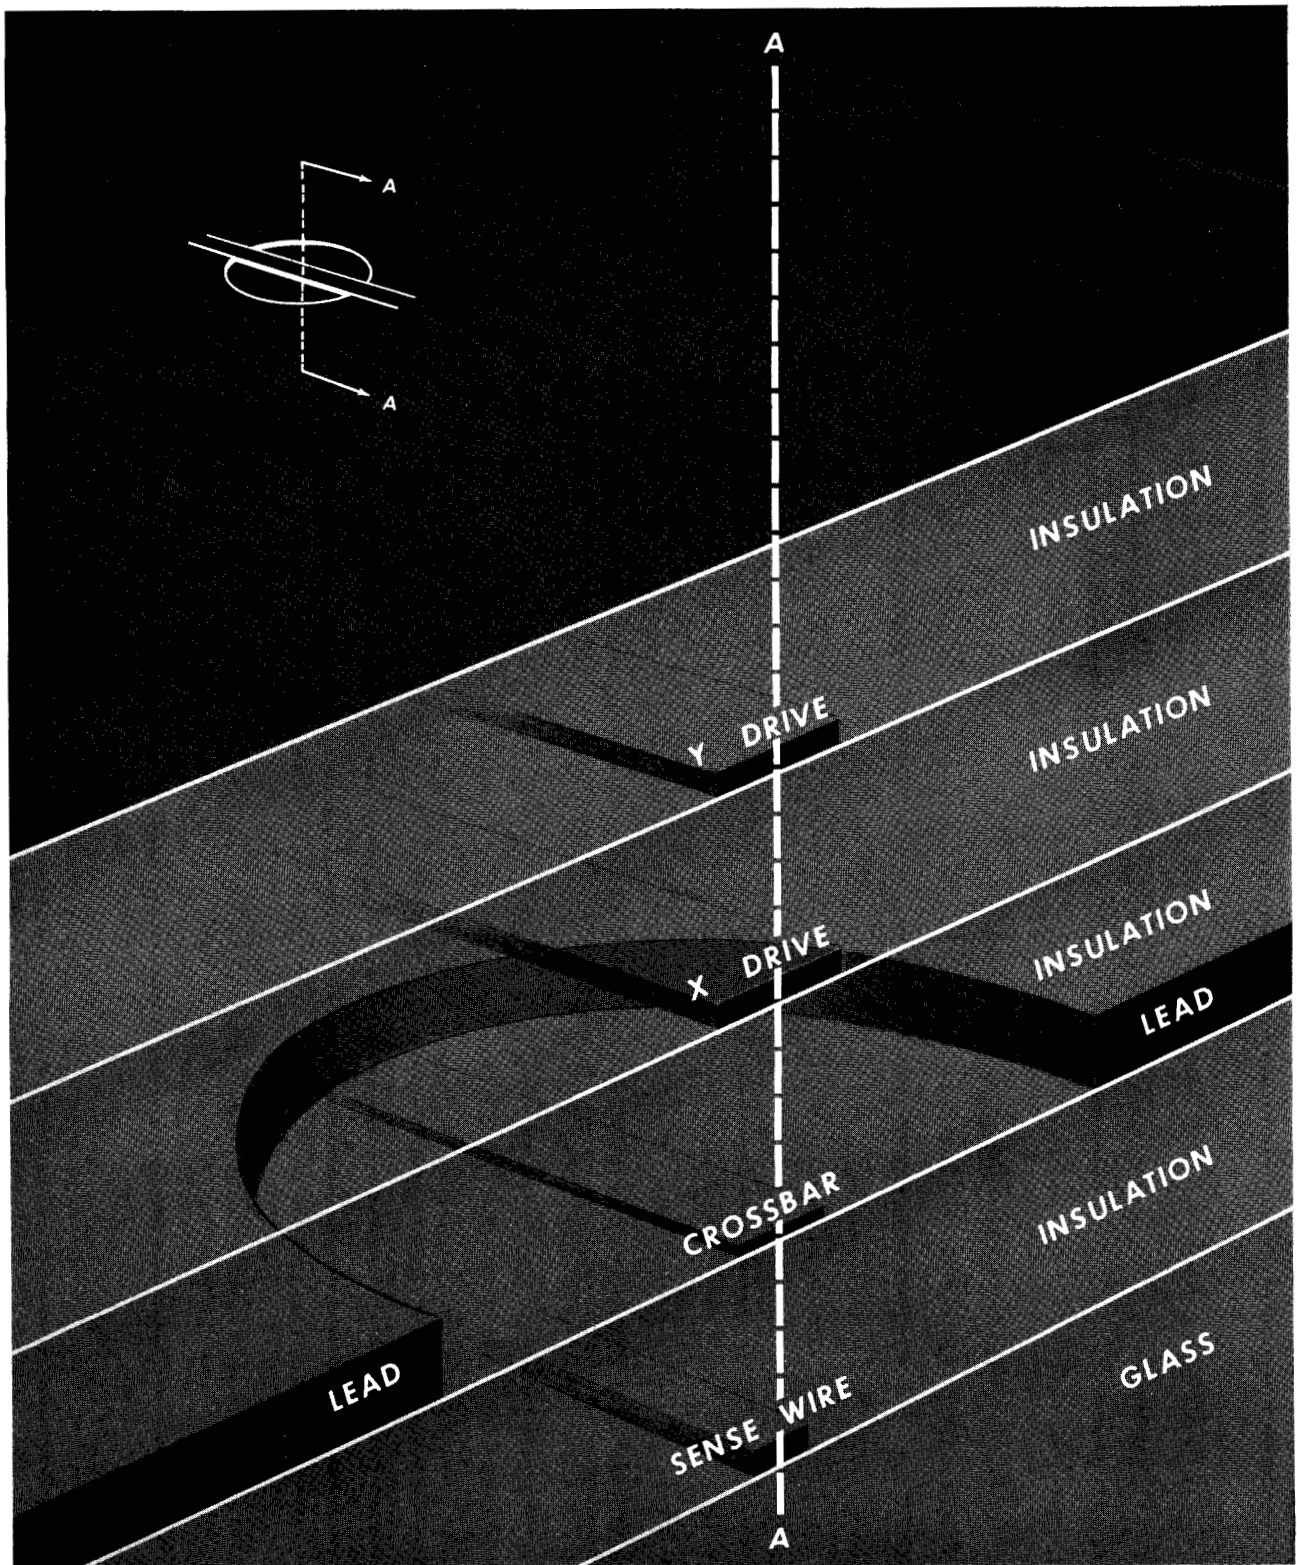 A
A
A
INSULATION
Y DRIVE
INSULATION
X DRIVE
INSULATION
LEAD
CROSSBAR
INSULATION
LEAD
SENSE WIRE
GLASS
A